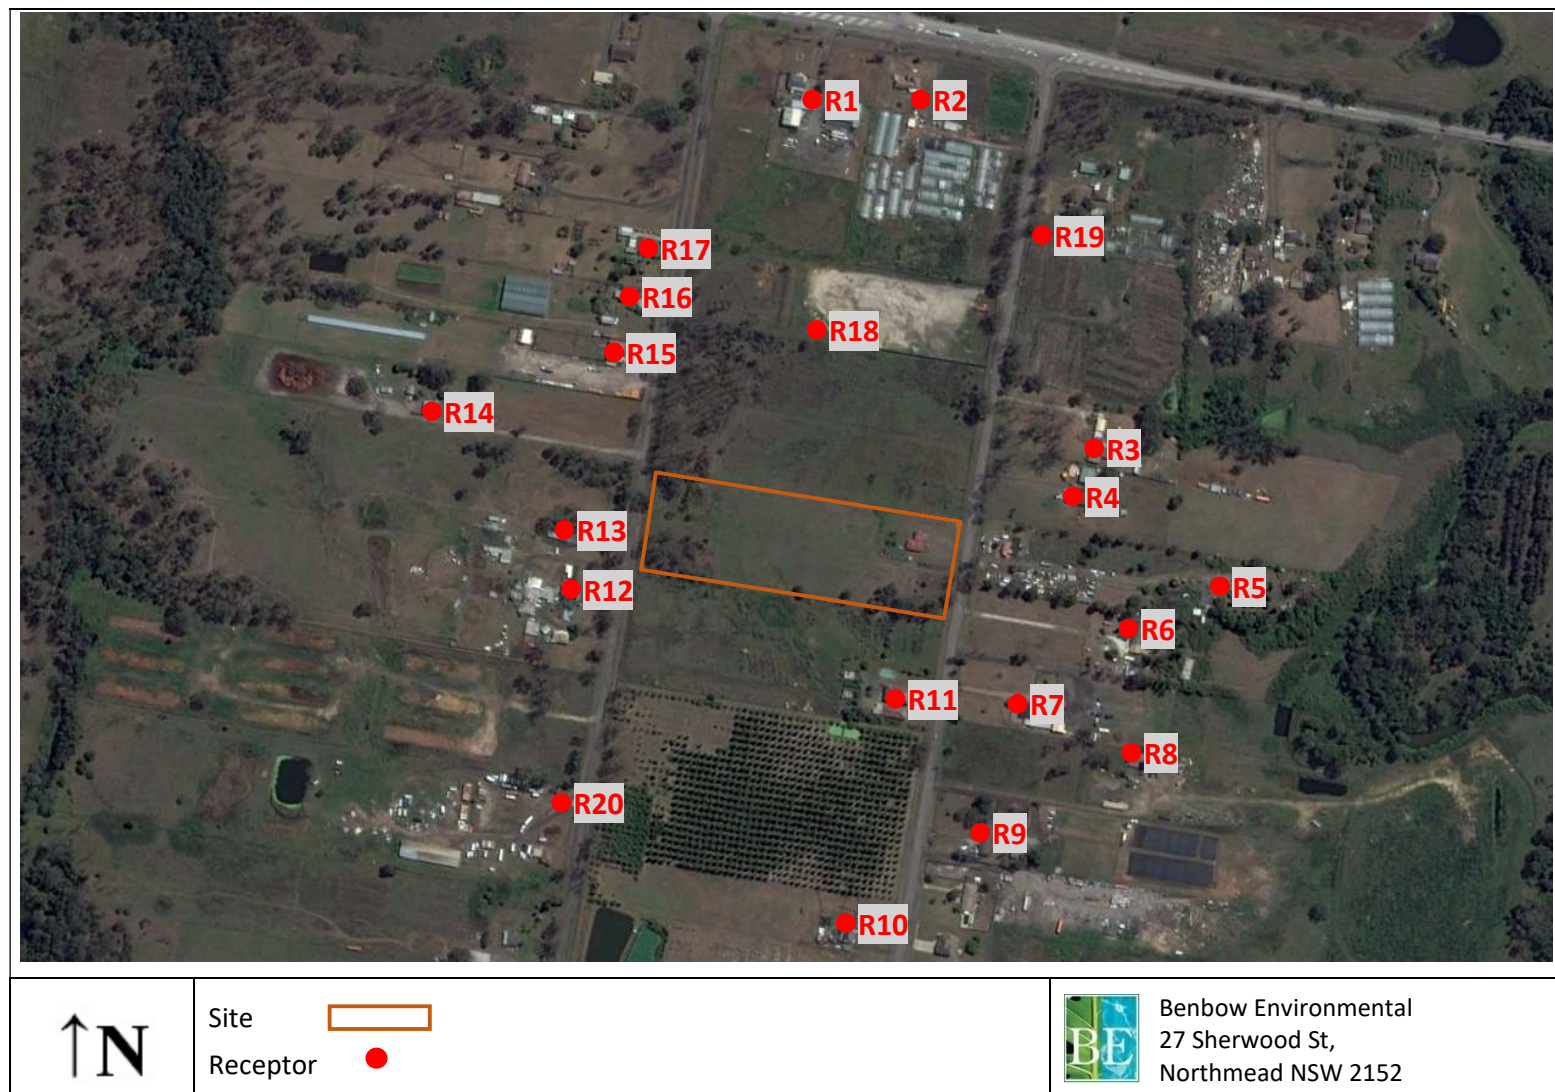 R1
R2
R17
R19
R16
R18
R15
R14
R3
R4
R13
R12
R5
R6
R11
R7
R8
R20
R9
R10
↑N
Site
Receptor
BE
Benbow Environmental
27 Sherwood St,
Northmead NSW 2152